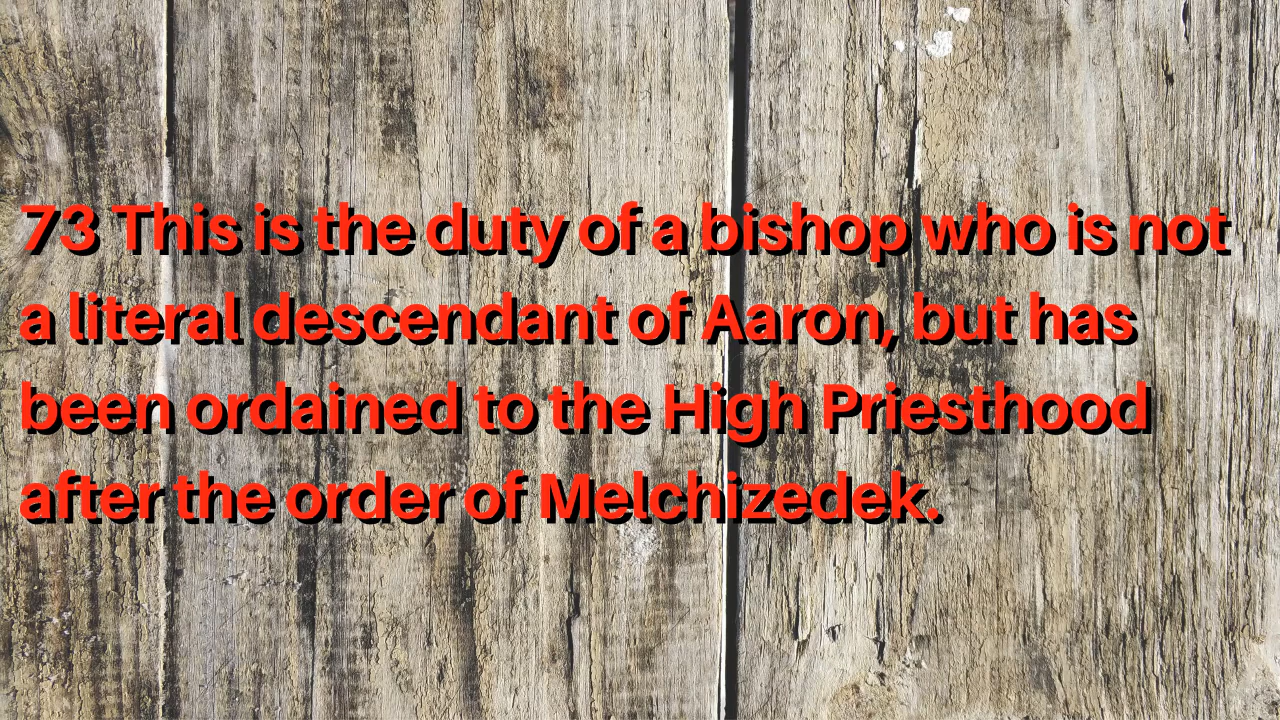 73 This is the duty of a bishop who is not
a literal descendant of Aaron, but has
been ordained to the High Priesthood
after the order of Melchizedek.